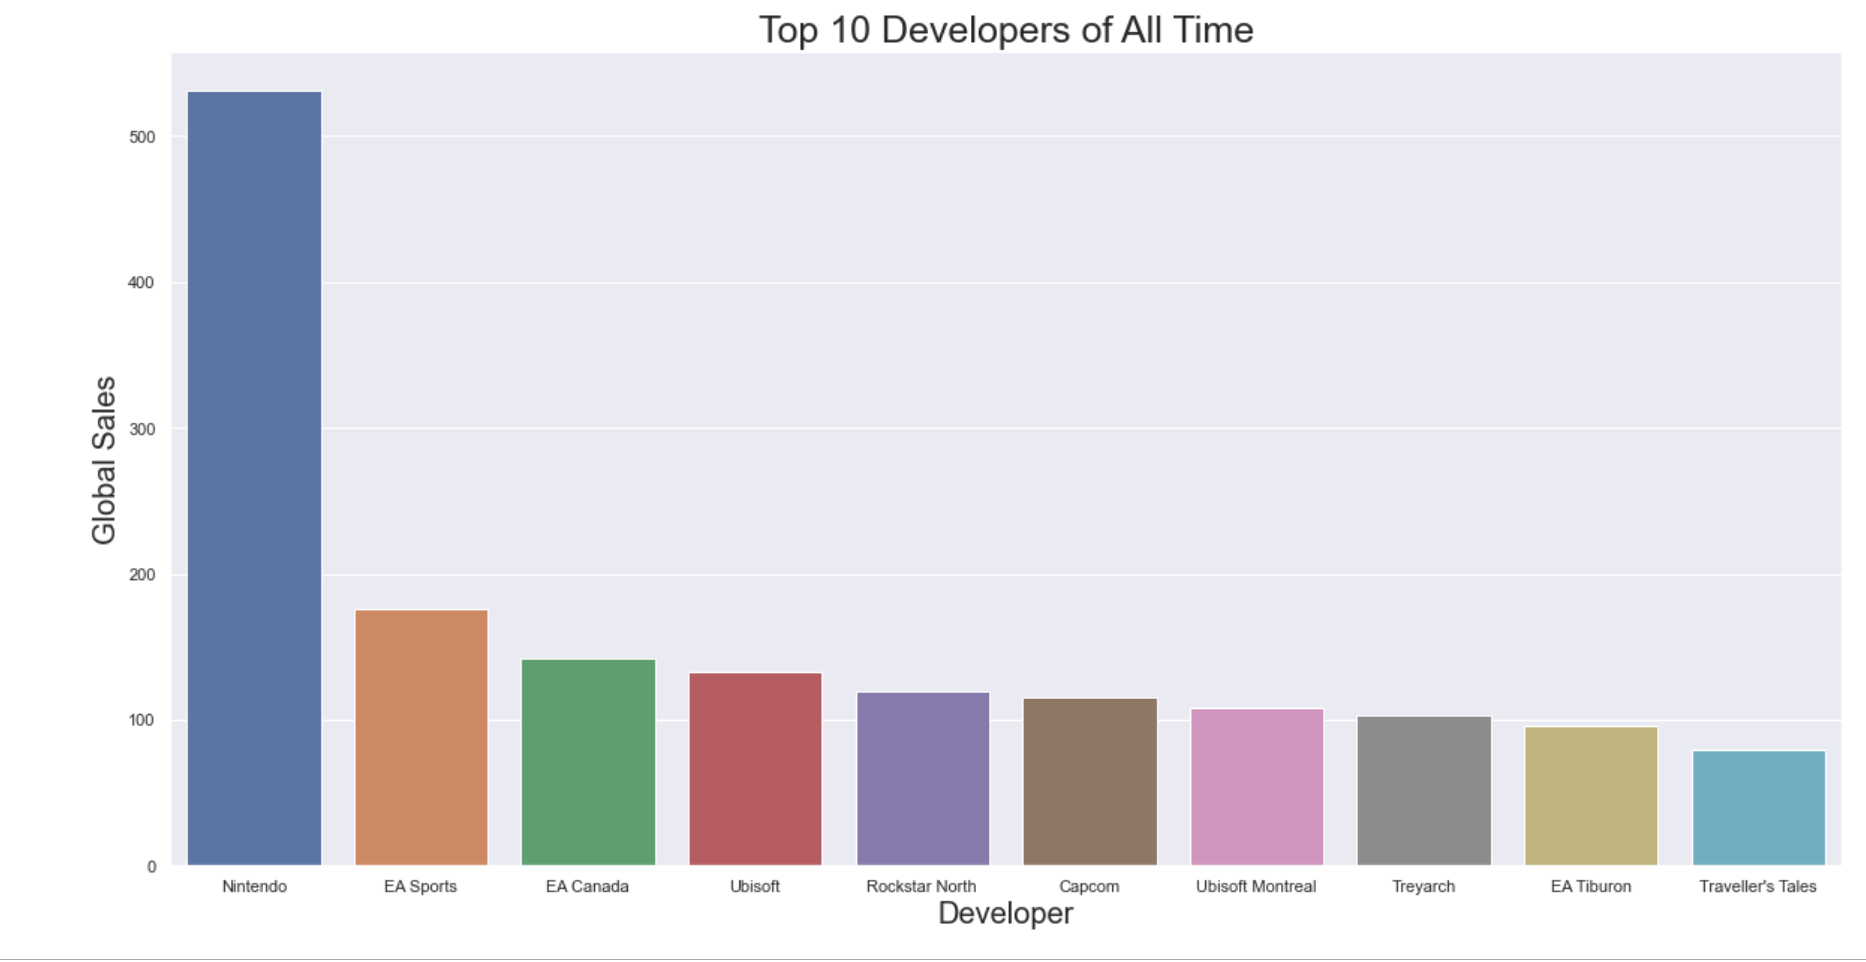 Top 10 Developers of All Time
Global Sales
500
400
300
200
100
0
Nintendo EA Sports EA Canada Ubisoft Rockstar North Capcom Ubisoft Montreal Treyarch EA Tiburon Traveller's Tales
Developer